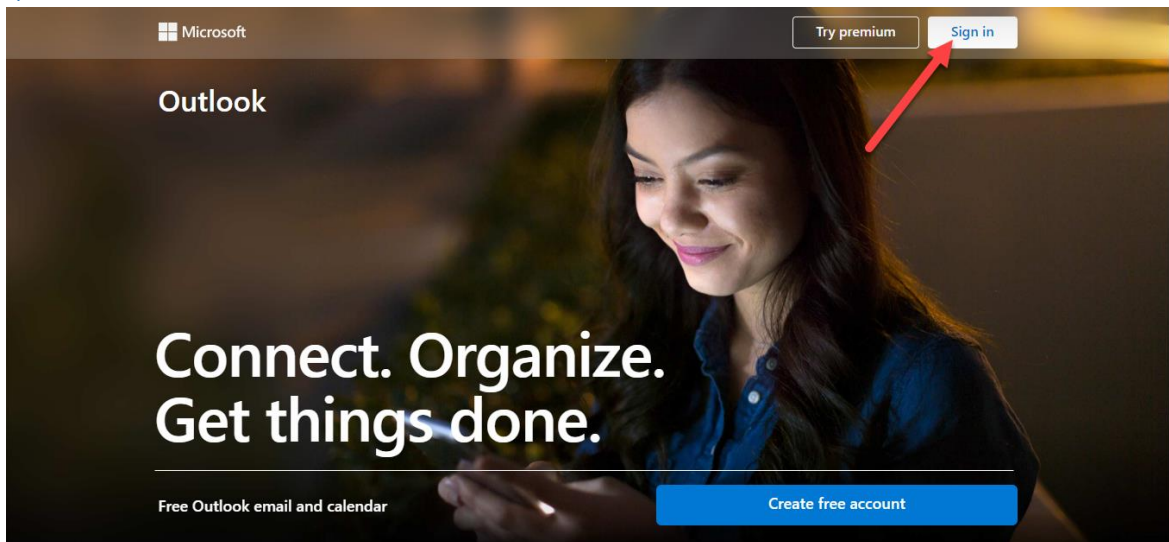 Microsoft
Try premium
Sign in
Outlook
Connect. Organize.
Get things done.
Free Outlook email and calendar
Create free account